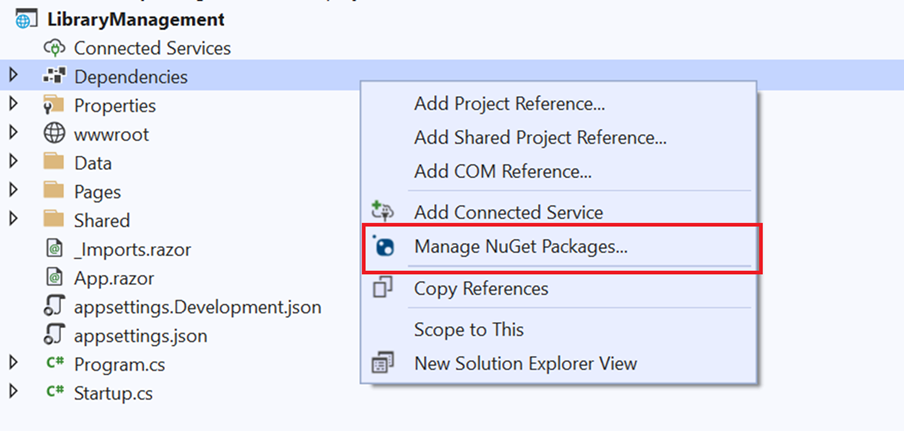 LibraryManagement
Connected Services
Dependencies
Properties
wwwroot
Data
Pages
Shared
_Imports.razor
App.razor
appsettings.Development.json
appsettings.json
C# Program.cs
C# Startup.cs
Add Project Reference...
Add Shared Project Reference...
Add COM Reference...
Add Connected Service
Manage NuGet Packages...
Copy References
Scope to This
New Solution Explorer View